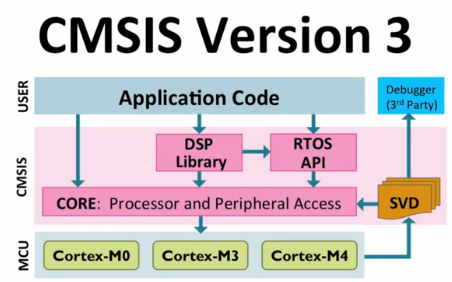 CMSIS Version 3
USER
Application Code
Debugger
(3rd Party)
CMSIS
DSP
Library
RTOS
API
CORE: Processor and Peripheral Access
SVD
MCU
Cortex-M0
Cortex-M3
Cortex-M4